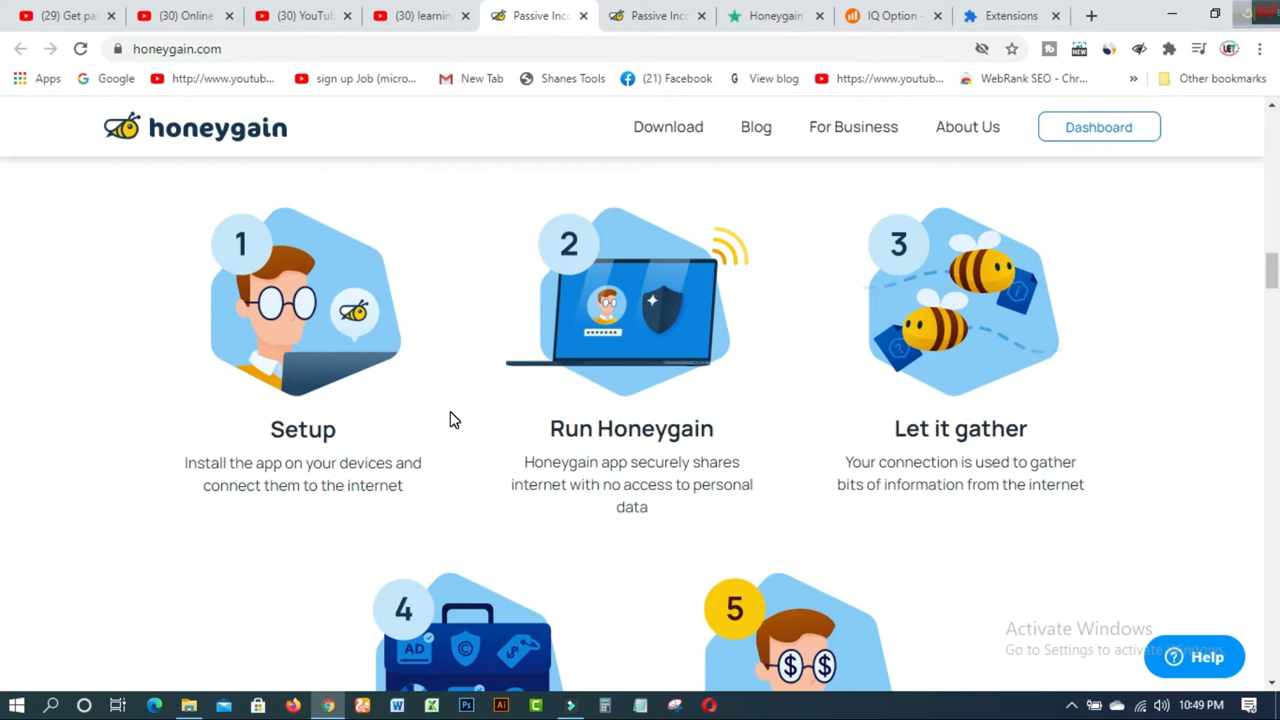 (29) Get pa
(30) Online
(30) YouTu
(30) learnin
Passive Inc
Passive Inc
Honeygain
IQ Option -
Extensions
honeygain.com
Apps
Google
http://www.youtub...
sign up Job (micro...
New Tab
Shanes Tools
(21) Facebook
View blog
https://www.youtub...
WebRank SEO - Chr...
»
Other bookmarks
honeygain
Download
Blog
For Business
About Us
Dashboard
1
2
3
Setup
Install the app on your devices and
connect them to the internet
Run Honeygain
Honeygain app securely shares
internet with no access to personal
data
Let it gather
Your connection is used to gather
bits of information from the internet
4
AD
5
Activate Windows
Go to Settings to activate Windows.
Help
10:49 PM